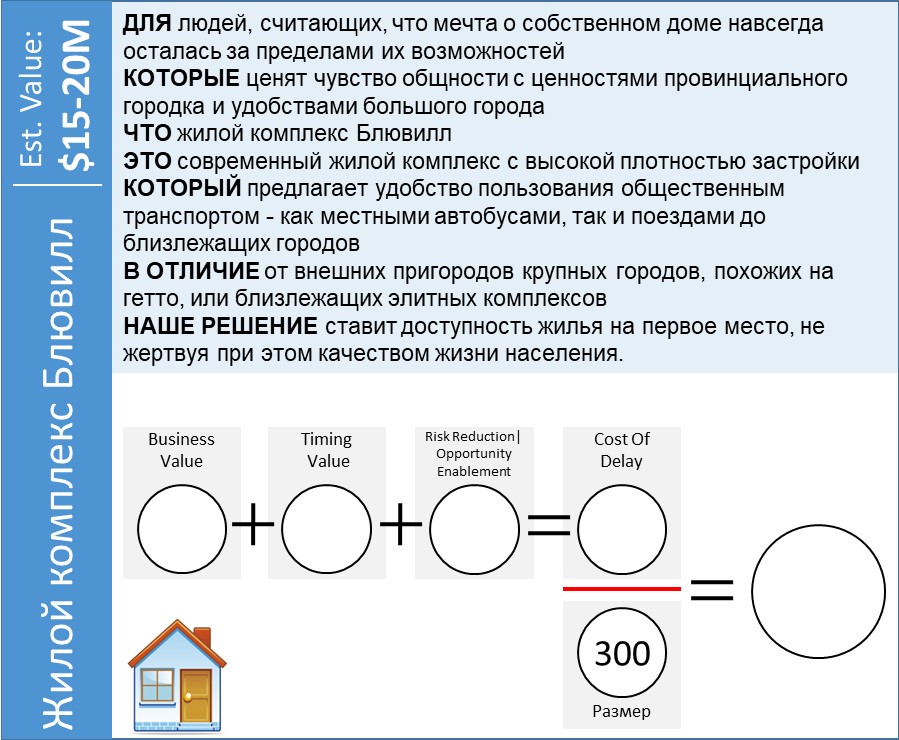 Est. Value:
$15-20M
Жилой комплекс Блювилл
ДЛЯ людей, считающих, что мечта о собственном доме навсегда
осталась за пределами их возможностей
КОТОРЫЕ ценят чувство общности с ценностями провинциального
городка и удобствами большого города
ЧТО жилой комплекс Блювилл
ЭТО современный жилой комплекс с высокой плотностью застройки
КОТОРЫЙ предлагает удобство пользования общественным
транспортом - как местными автобусами, так и поездами до
близлежащих городов
В ОТЛИЧИЕ от внешних пригородов крупных городов, похожих на
гетто, или близлежащих элитных комплексов
НАШЕ РЕШЕНИЕ ставит доступность жилья на первое место, не
жертвуя при этом качеством жизни населения.
Business
Value
+
Timing
Value
+
Risk Reduction|
Opportunity
Enablement
=
Cost Of
Delay
=
300
Размер